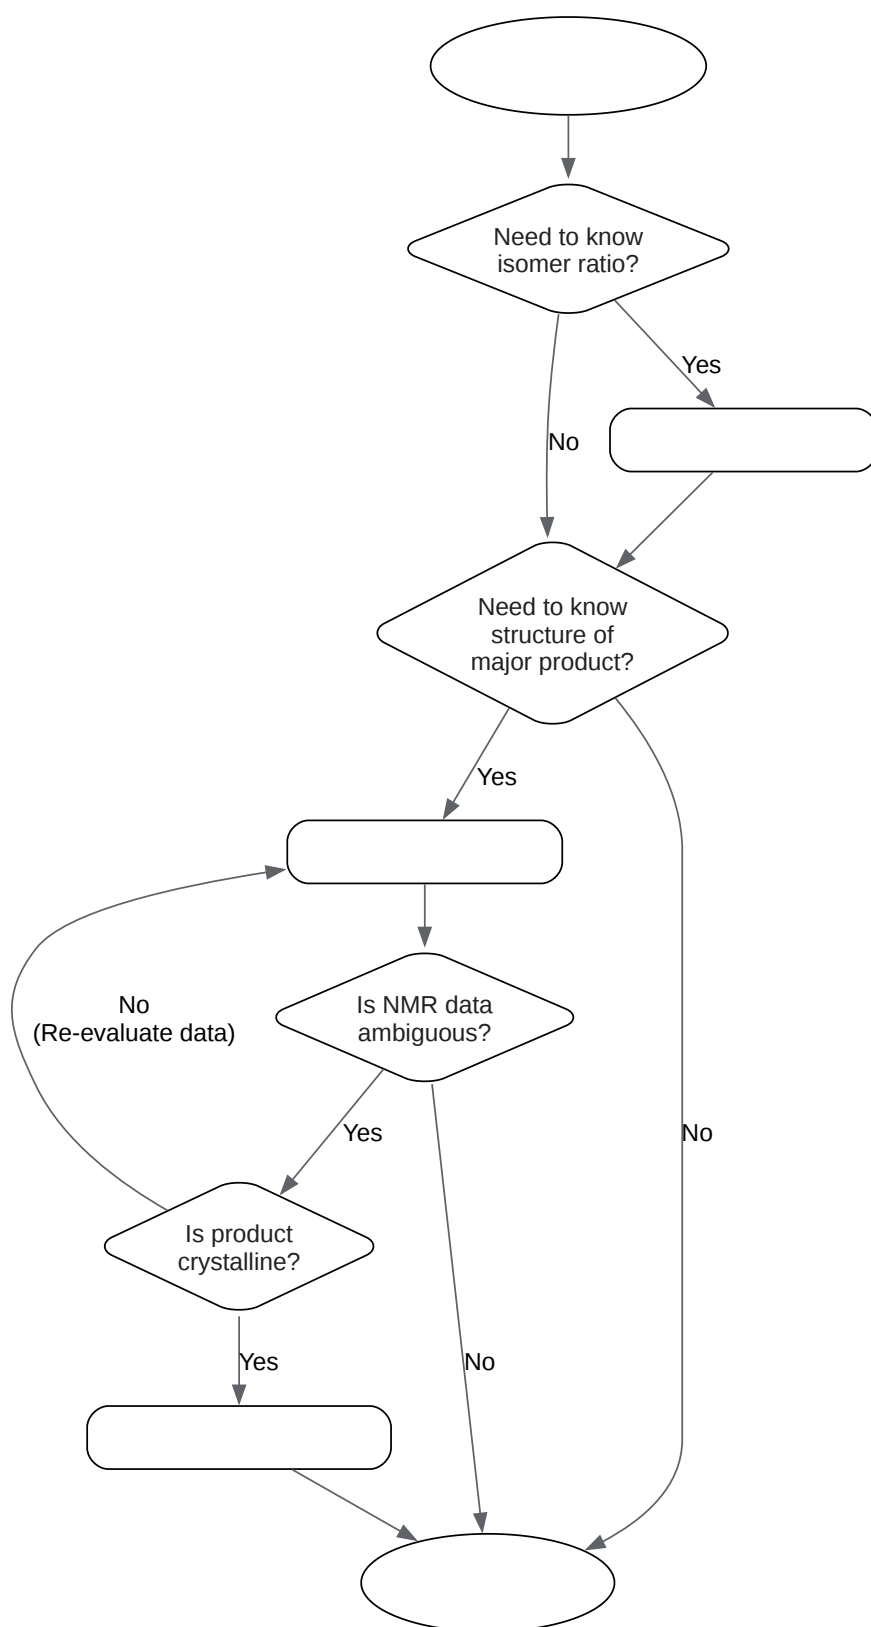 Need to know
isomer ratio?
Yes
No
Need to know
structure of
major product?
Yes
No
(Re-evaluate data)
Is NMR data
ambiguous?
Yes
No
Is product
crystalline?
Yes
No